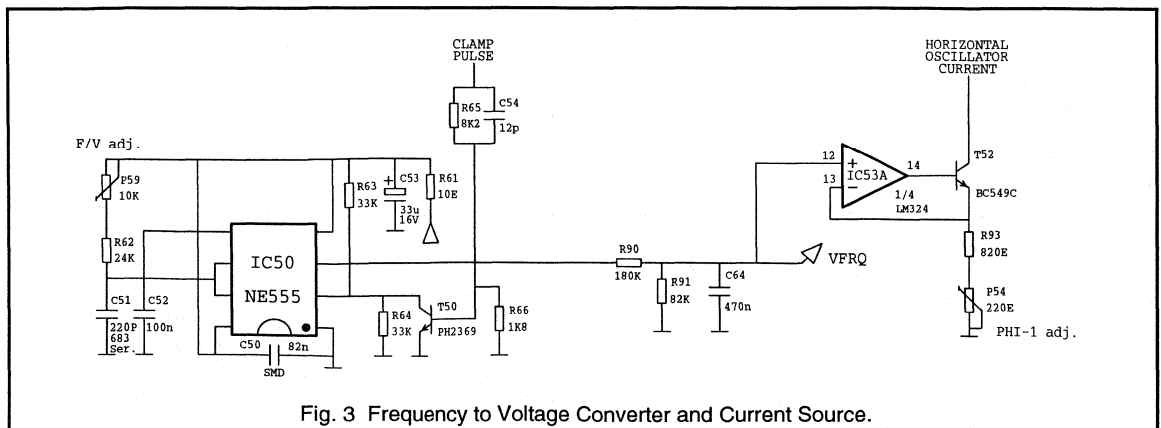 CLAMP
PULSE
HORIZONTAL
OSCILLATOR
CURRENT
R65
8K2
C54
12p
F/V adj.
P59
10K
R63
33K
+
C53
33u
16V
R61
10E
12
+
13
−
IC53A
14
1/4
LM324
T52
BC549C
R62
24K
IC50
NE555
R90
180K
VFRQ
R93
820E
C51
220P
683
Ser.
C52
100n
R64
33K
T50
PH2369
R66
1K8
R91
82K
C64
470n
P54
220E
PHI-1 adj.
C50
82n
SMD
Fig. 3 Frequency to Voltage Converter and Current Source.